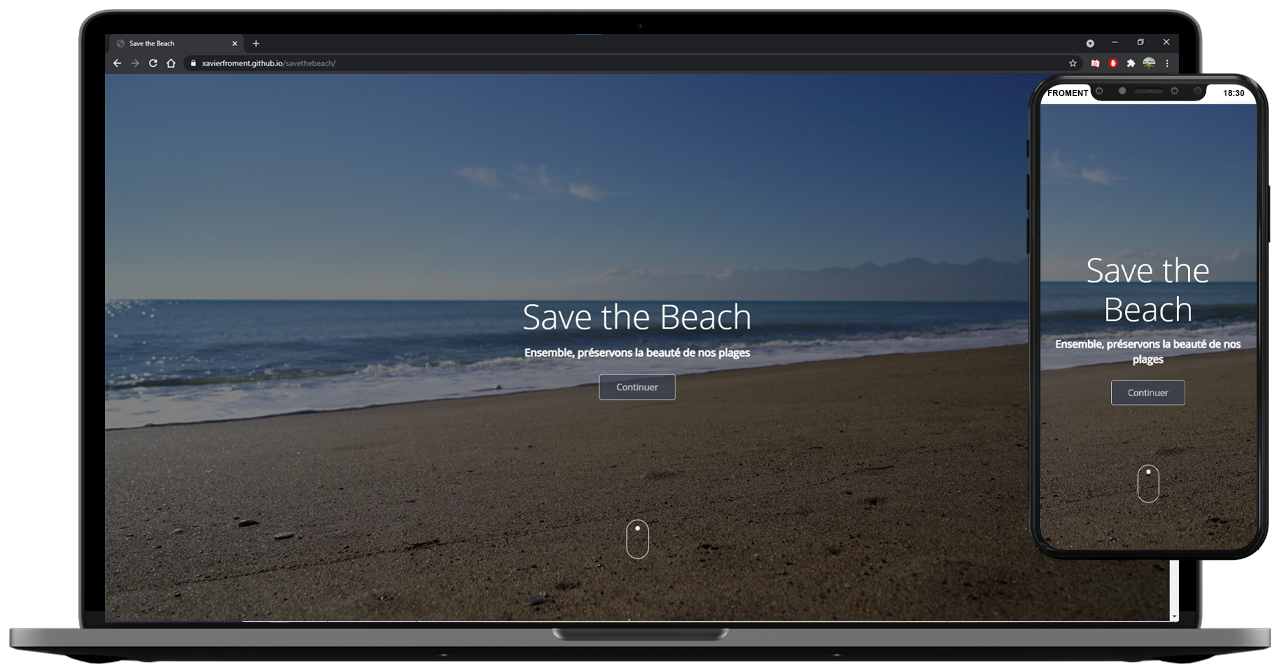 Save the Beach
xavierfroment.github.io/savethebeach/
Save the Beach
Ensemble, préservons la beauté de nos plages
Continuer
FROMENT
18:30
Save the
Beach
Ensemble, préservons la beauté de nos
plages
Continuer